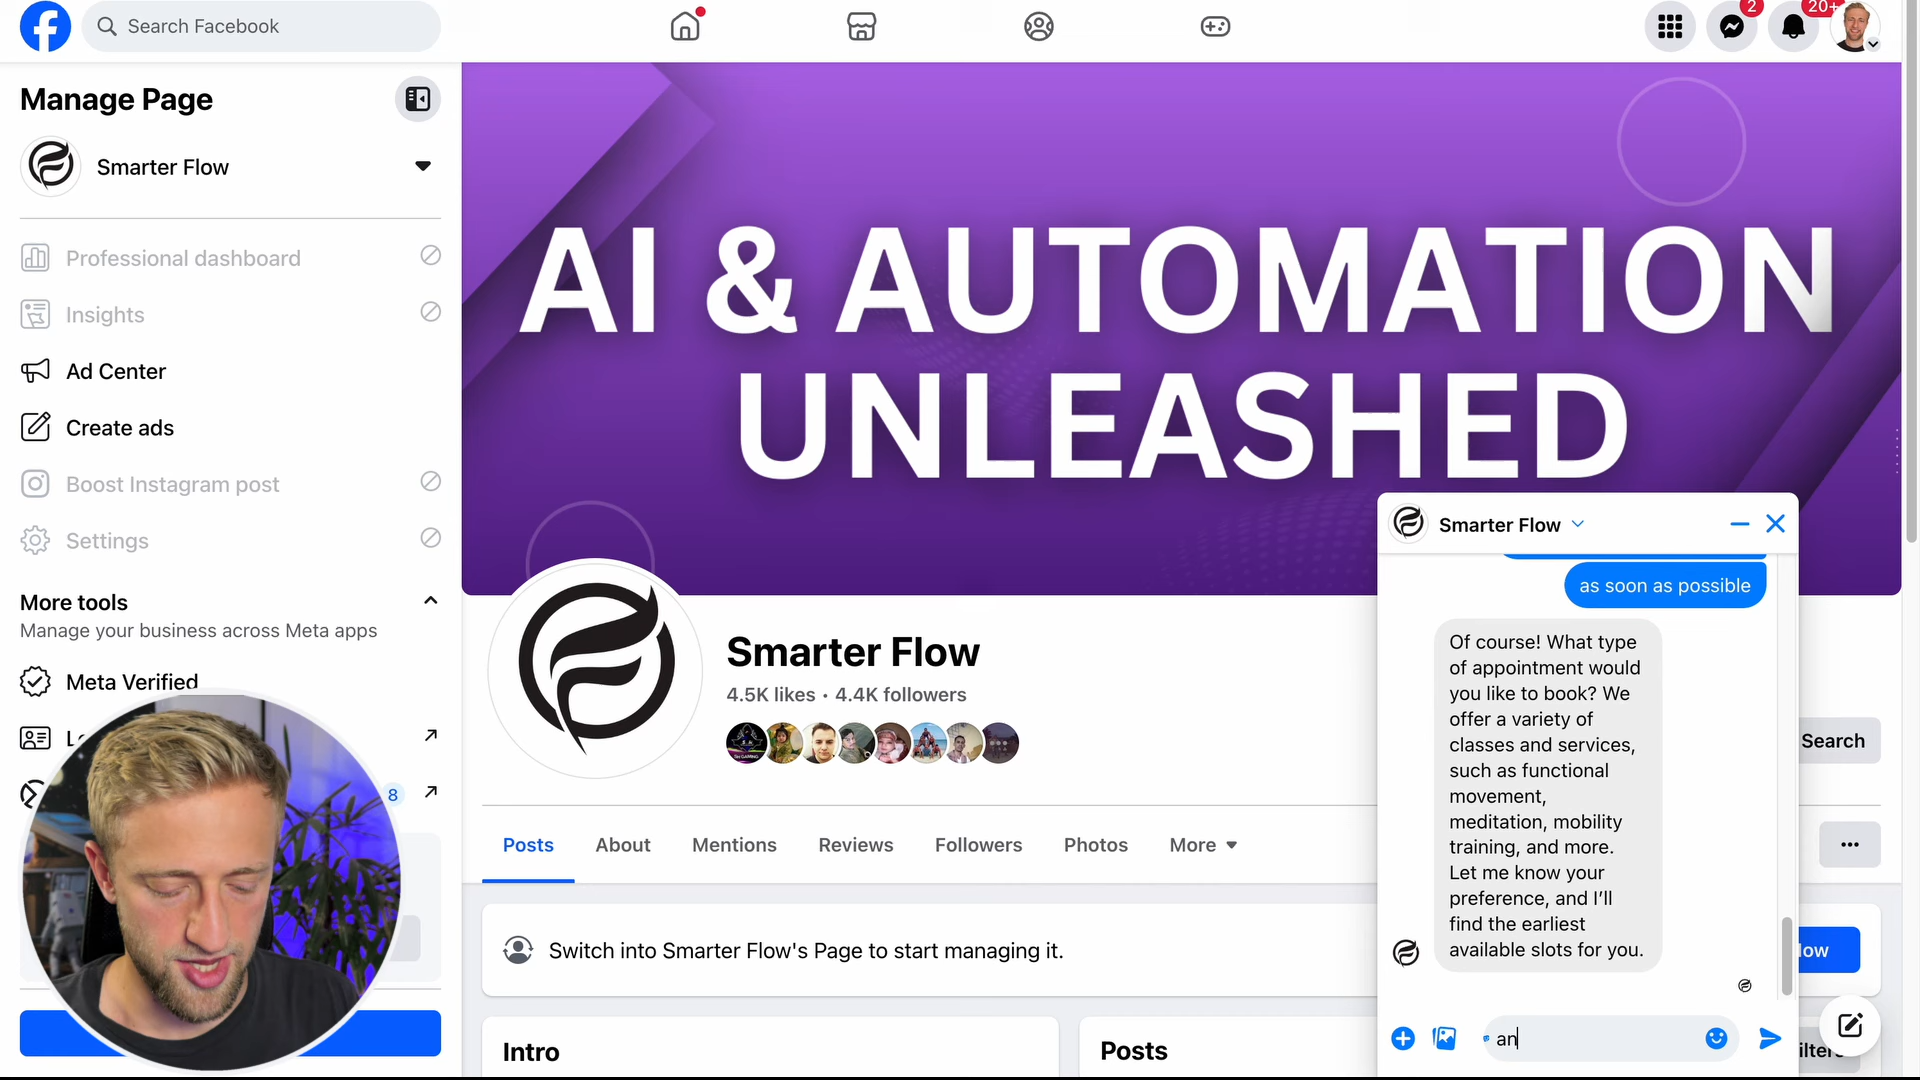 Search Facebook
2
20+
Manage Page
Smarter Flow
Professional dashboard
Insights
Ad Center
Create ads
Boost Instagram post
Settings
More tools
Manage your business across Meta apps
Meta Verified
8
AI & AUTOMATION
UNLEASHED
Smarter Flow
4.5K likes • 4.4K followers
Search
Posts
About
Mentions
Reviews
Followers
Photos
More
Switch into Smarter Flow's Page to start managing it.
Intro
Posts
Smarter Flow
as soon as possible
Of course! What type
of appointment would
you like to book? We
offer a variety of
classes and services,
such as functional
movement,
meditation, mobility
training, and more.
Let me know your
preference, and I'll
find the earliest
available slots for you.
an